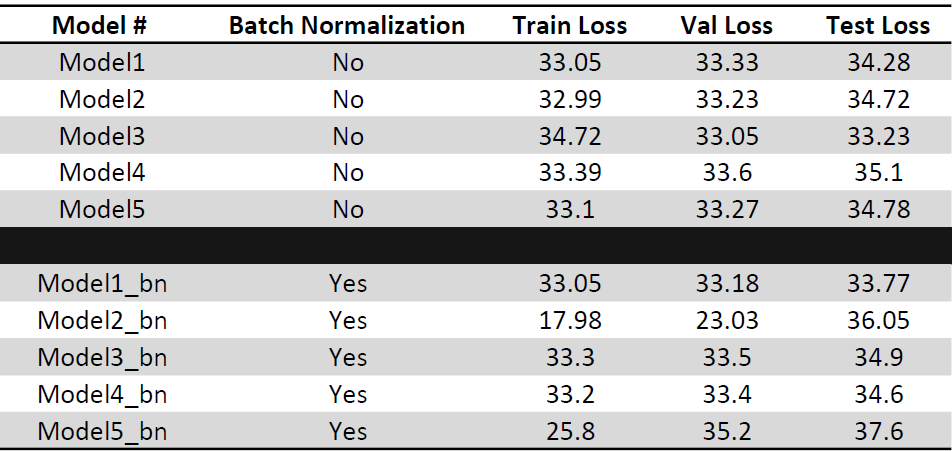 Model # Batch Normalization Train Loss Val Loss Test Loss
Model1 No 33.05 33.33 34.28
Model2 No 32.99 33.23 34.72
Model3 No 34.72 33.05 33.23
Model4 No 33.39 33.6 35.1
Model5 No 33.1 33.27 34.78
Model1_bn Yes 33.05 33.18 33.77
Model2_bn Yes 17.98 23.03 36.05
Model3_bn Yes 33.3 33.5 34.9
Model4_bn Yes 33.2 33.4 34.6
Model5_bn Yes 25.8 35.2 37.6